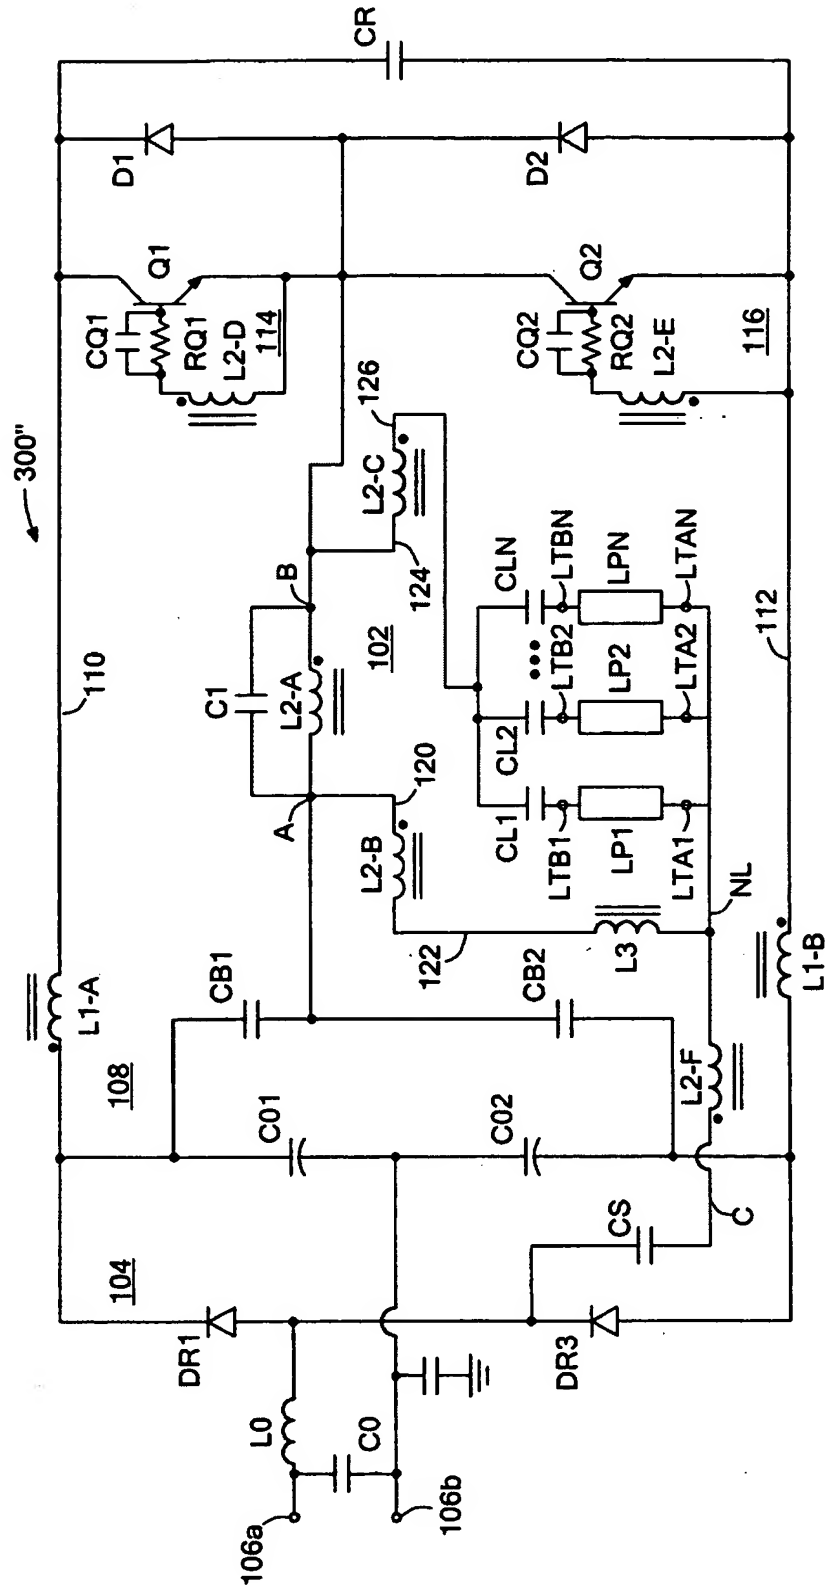 300"
106a
106b
L0
C0
DR1
DR3
104
108
CS
C
C01
C02
CB1
CB2
L1-A
L1-B
L2-F
110
112
A
B
C1
L2-A
102
L2-B
120
122
L3
NL
L2-C
124
126
CL1
CL2
CLN
LTB1
LTB2
LTBN
LP1
LP2
LPN
LTA1
LTA2
LTAN
CQ1
RQ1
L2-D
114
Q1
CQ2
RQ2
L2-E
116
Q2
D1
D2
CR